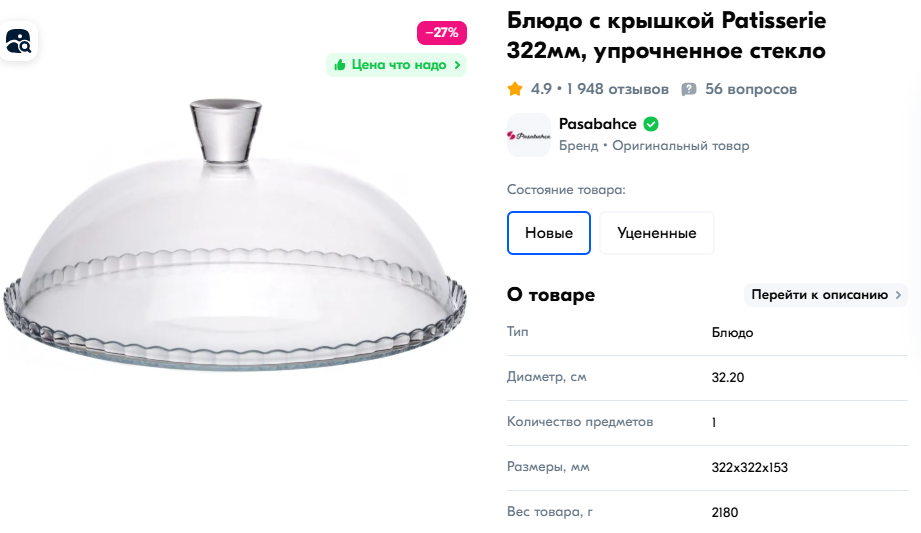 −27%
Цена что надо
Блюдо с крышкой Patisserie
322мм, упрочненное стекло
4.9 • 1 948 отзывов 56 вопросов
Pasabahce
Pasabahce
Бренд • Оригинальный товар
Состояние товара:
Новые Уцененные
О товаре Перейти к описанию
Тип Блюдо
Диаметр, см 32.20
Количество предметов 1
Размеры, мм 322x322x153
Вес товара, г 2180